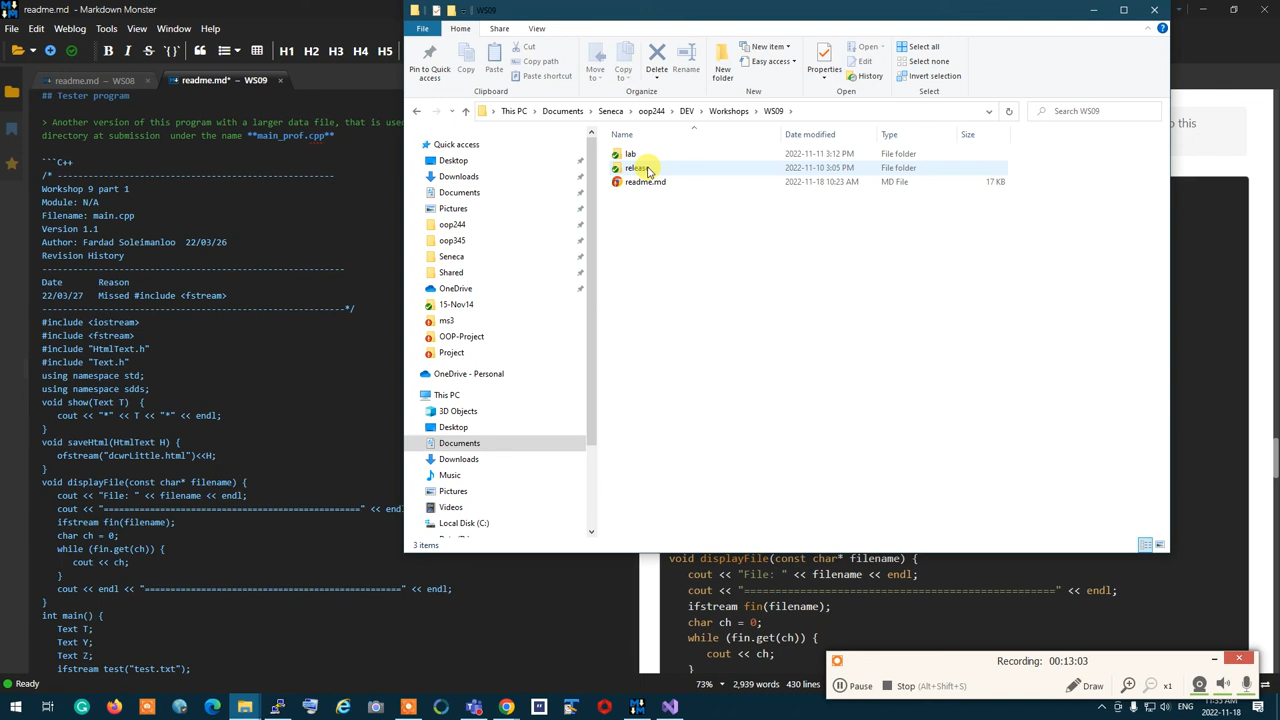 readme.md* - Markdown Monster
WS09
File Edit View Window Tools Help
File Home Share View
Pin to Quick access
Copy
Paste
Cut
Copy path
Paste shortcut
Move to
Copy to
Delete
Rename
New folder
New item
Easy access
Properties
Open
Edit
History
Select all
Select none
Invert selection
Organize New Open Select
B I U H1 H2 H3 H4 H5 H6
readme.md - WS08 readme.md* - WS09
This PC > Documents > Seneca > oop244 > DEV > Workshops > WS09 >
Search WS09
Name Date modified Type Size
lab 2022-11-11 3:12 PM File folder
release 2022-11-10 3:05 PM File folder
readme.md 2022-11-18 10:23 AM MD File 17 KB
Quick access
Desktop
Downloads
Documents
Pictures
oop244
oop345
Seneca
Shared
OneDrive
15-Nov14
ms3
OOP-Project
Project
OneDrive - Personal
This PC
3D Objects
Desktop
Documents
Downloads
Music
Pictures
Videos
Local Disk (C:)
3 items
## Tester program
> Another version of this program with a larger data file, that is used
directory at submission under the name **main_prof.cpp**
```C++
/* ------------------------------------------------------
Workshop 9 part 1
Module: N/A
Filename: main.cpp
Version 1.1
Author: Fardad Soleimanloo 22/03/26
Revision History
-----------------------------------------------------------
Date Reason
22/03/27 Missed #include <fstream>
-----------------------------------------------------------*/
#include <iostream>
#include <fstream>
#include "HtmlText.h"
#include "Text.h"
using namespace std;
using namespace sdds;
void show(Text T) {
cout << "*" << T << "*" << endl;
}
void saveHtml(HtmlText H) {
ofstream("dcwrLittle.html")<<H;
}
void displayFile(const char* filename) {
cout << "File: " << filename << endl;
cout << "================================================" << endl
ifstream fin(filename);
char ch = 0;
while (fin.get(ch)) {
cout << ch;
}
cout << endl << "================================================" << endl;
}
int main() {
Text T;
Text Y;
Text Z;
ifstream test("test.txt");
this
void displayFile(const char* filename) {
cout << "File: " << filename << endl;
cout << "================================================" << endl;
ifstream fin(filename);
char ch = 0;
while (fin.get(ch)) {
cout << ch;
}
Recording: 00:13:03
Pause Stop (Alt+Shift+S) Draw x1
Ready
73% 2,939 words 430 lines
11:35 AM
2022-11-18